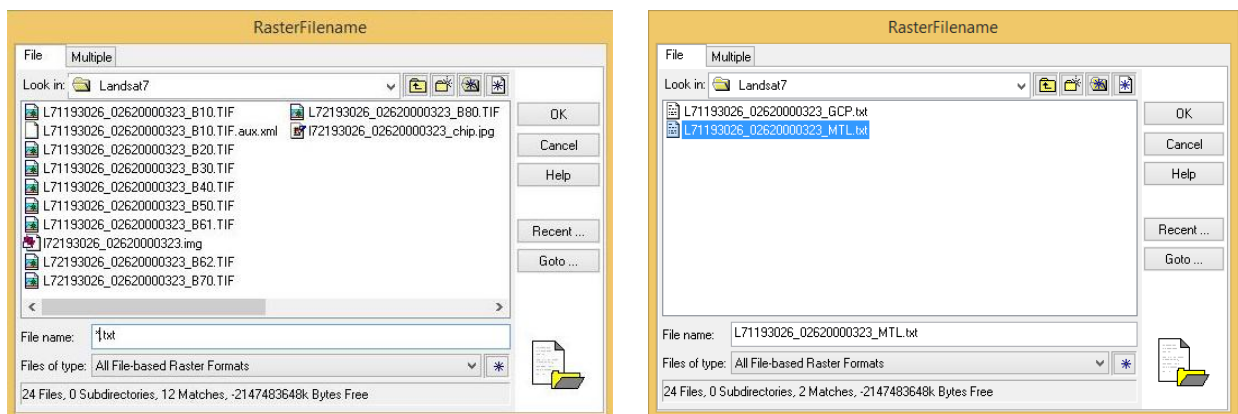 RasterFilename
File Multiple
Look in: Landsat7
L71193026_02620000323_B10.TIF L72193026_02620000323_B80.TIF
L71193026_02620000323_B10.TIF.aux.xml l72193026_02620000323_chip.jpg
L71193026_02620000323_B20.TIF
L71193026_02620000323_B30.TIF
L71193026_02620000323_B40.TIF
L71193026_02620000323_B50.TIF
L71193026_02620000323_B61.TIF
l72193026_02620000323.img
L72193026_02620000323_B62.TIF
L72193026_02620000323_B70.TIF
OK
Cancel
Help
Recent ...
Goto ...
File name: *.txt
Files of type: All File-based Raster Formats
24 Files, 0 Subdirectories, 12 Matches, -2147483648k Bytes Free
RasterFilename
File Multiple
Look in: Landsat7
L71193026_02620000323_GCP.txt
L71193026_02620000323_MTL.txt
OK
Cancel
Help
Recent ...
Goto ...
File name: L71193026_02620000323_MTL.txt
Files of type: All File-based Raster Formats
24 Files, 0 Subdirectories, 2 Matches, -2147483648k Bytes Free